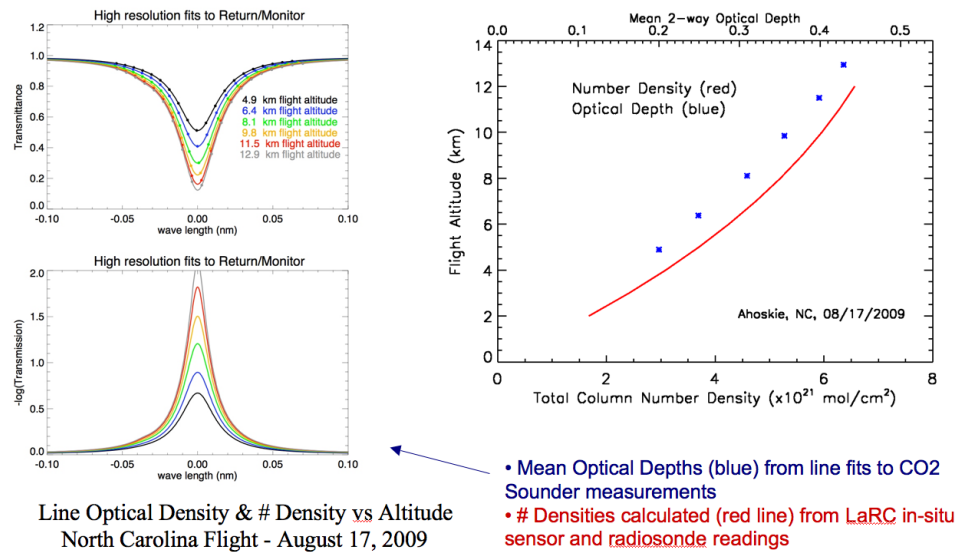 High resolution fits to Return/Monitor
1.2
1.0
0.8
0.6
0.4
0.2
0.0
Transmittance
4.9 km flight altitude
6.4 km flight altitude
8.1 km flight altitude
9.8 km flight altitude
11.5 km flight altitude
12.9 km flight altitude
-0.10 -0.05 0.00 0.05 0.10
wave length (nm)
High resolution fits to Return/Monitor
2.0
1.5
1.0
0.5
0.0
-log(Transmission)
-0.10 -0.05 0.00 0.05 0.10
wave length (nm)
Line Optical Density & # Density vs Altitude
North Carolina Flight - August 17, 2009
Mean 2-way Optical Depth
0.0 0.1 0.2 0.3 0.4 0.5
14
12
10
8
6
4
2
0
Flight Altitude (km)
Number Density (red)
Optical Depth (blue)
Ahoskie, NC, 08/17/2009
0 2 4 6 8
Total Column Number Density (x10²¹ mol/cm²)
• Mean Optical Depths (blue) from line fits to CO2
Sounder measurements
• # Densities calculated (red line) from LaRC in-situ
sensor and radiosonde readings